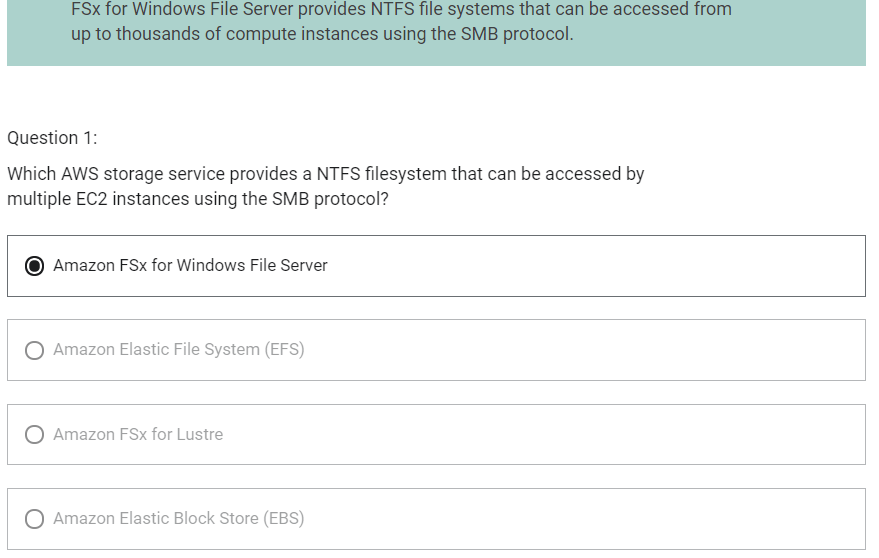 FSx for Windows File Server provides NTFS file systems that can be accessed from
up to thousands of compute instances using the SMB protocol.
Question 1:
Which AWS storage service provides a NTFS filesystem that can be accessed by
multiple EC2 instances using the SMB protocol?
Amazon FSx for Windows File Server
Amazon Elastic File System (EFS)
Amazon FSx for Lustre
Amazon Elastic Block Store (EBS)